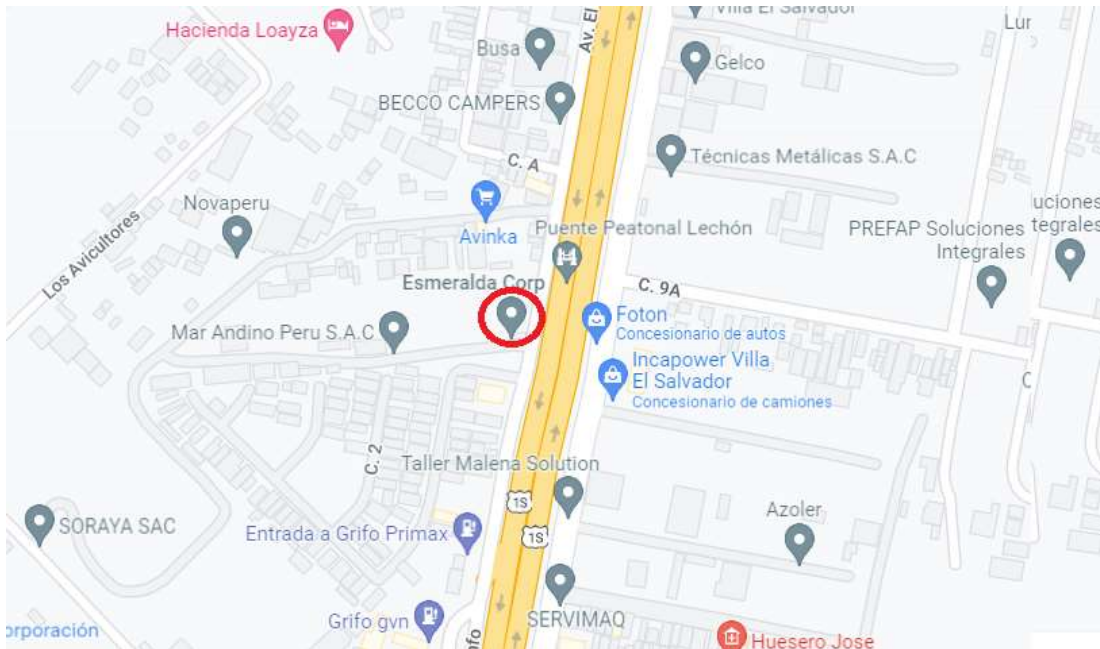 Villa El Salvador
Lur
Hacienda Loayza
Busa
Av. El
Gelco
BECCO CAMPERS
C. A
Técnicas Metálicas S.A.C
Los Avicultores
Novaperu
Avinka
Puente Peatonal Lechón
PREFAP Soluciones
Integrales
uciones
tegrales
Esmeralda Corp
C. 9A
Mar Andino Peru S.A.C
Foton
Concesionario de autos
Incapower Villa
El Salvador
Concesionario de camiones
C
C. 2
Taller Malena Solution
1S
1S
Azoler
SORAYA SAC
Entrada a Grifo Primax
Grifo gvn
SERVIMAQ
orporación
nfo
Huesero Jose